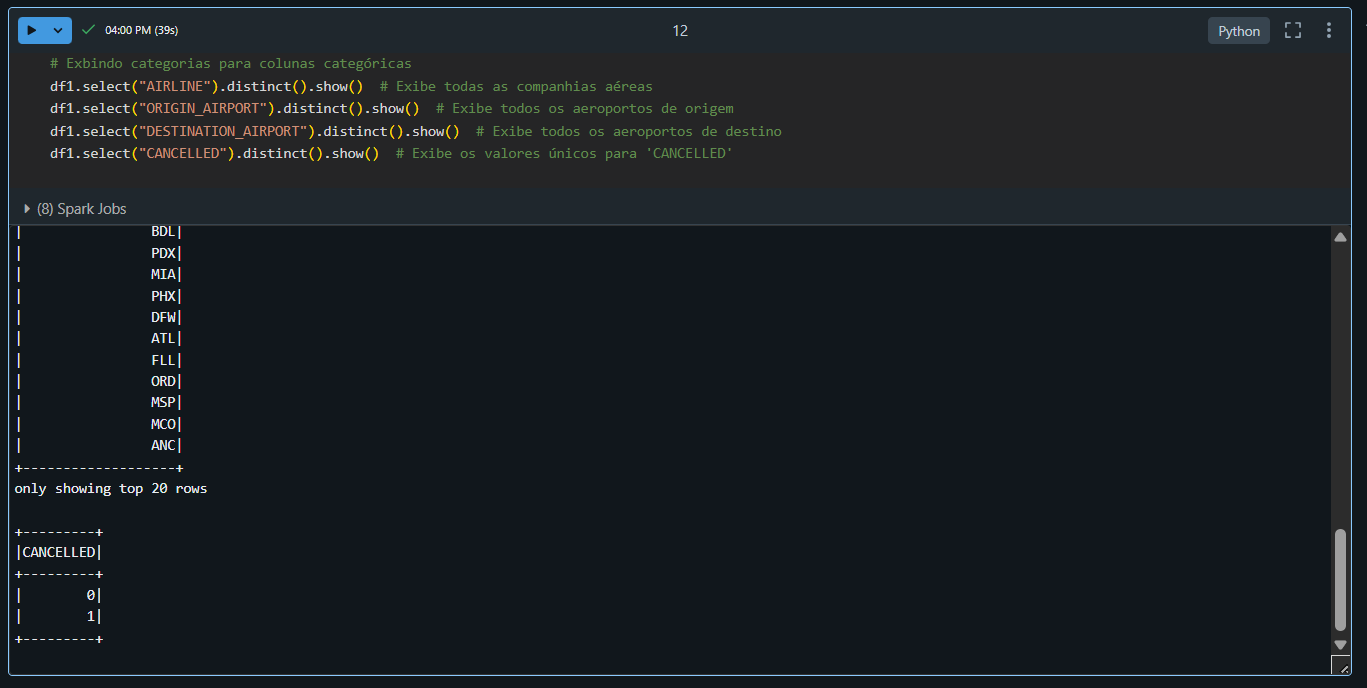 04:00 PM (39s)
12
Python
# Exbindo categorias para colunas categóricas
df1.select("AIRLINE").distinct().show()  # Exibe todas as companhias aéreas
df1.select("ORIGIN_AIRPORT").distinct().show()  # Exibe todos os aeroportos de origem
df1.select("DESTINATION_AIRPORT").distinct().show()  # Exibe todos os aeroportos de destino
df1.select("CANCELLED").distinct().show()  # Exibe os valores únicos para 'CANCELLED'
(8) Spark Jobs
|                BDL|
|                PDX|
|                MIA|
|                PHX|
|                DFW|
|                ATL|
|                FLL|
|                ORD|
|                MSP|
|                MCO|
|                ANC|
+-------------------+
only showing top 20 rows
+---------+
|CANCELLED|
+---------+
|        0|
|        1|
+---------+